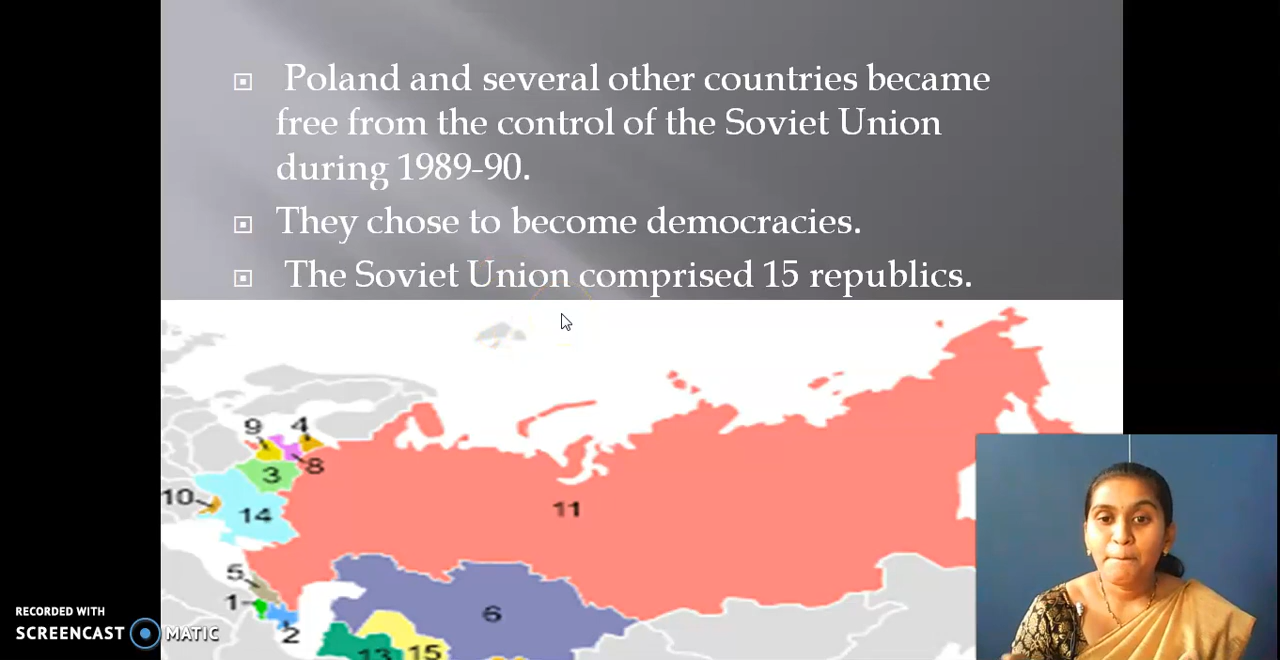 Poland and several other countries became
free from the control of the Soviet Union
during 1989-90.
They chose to become democracies.
The Soviet Union comprised 15 republics.
9 4
8
3
10
14
11
5
1
2
6
13 15
RECORDED WITH
SCREENCAST MATIC